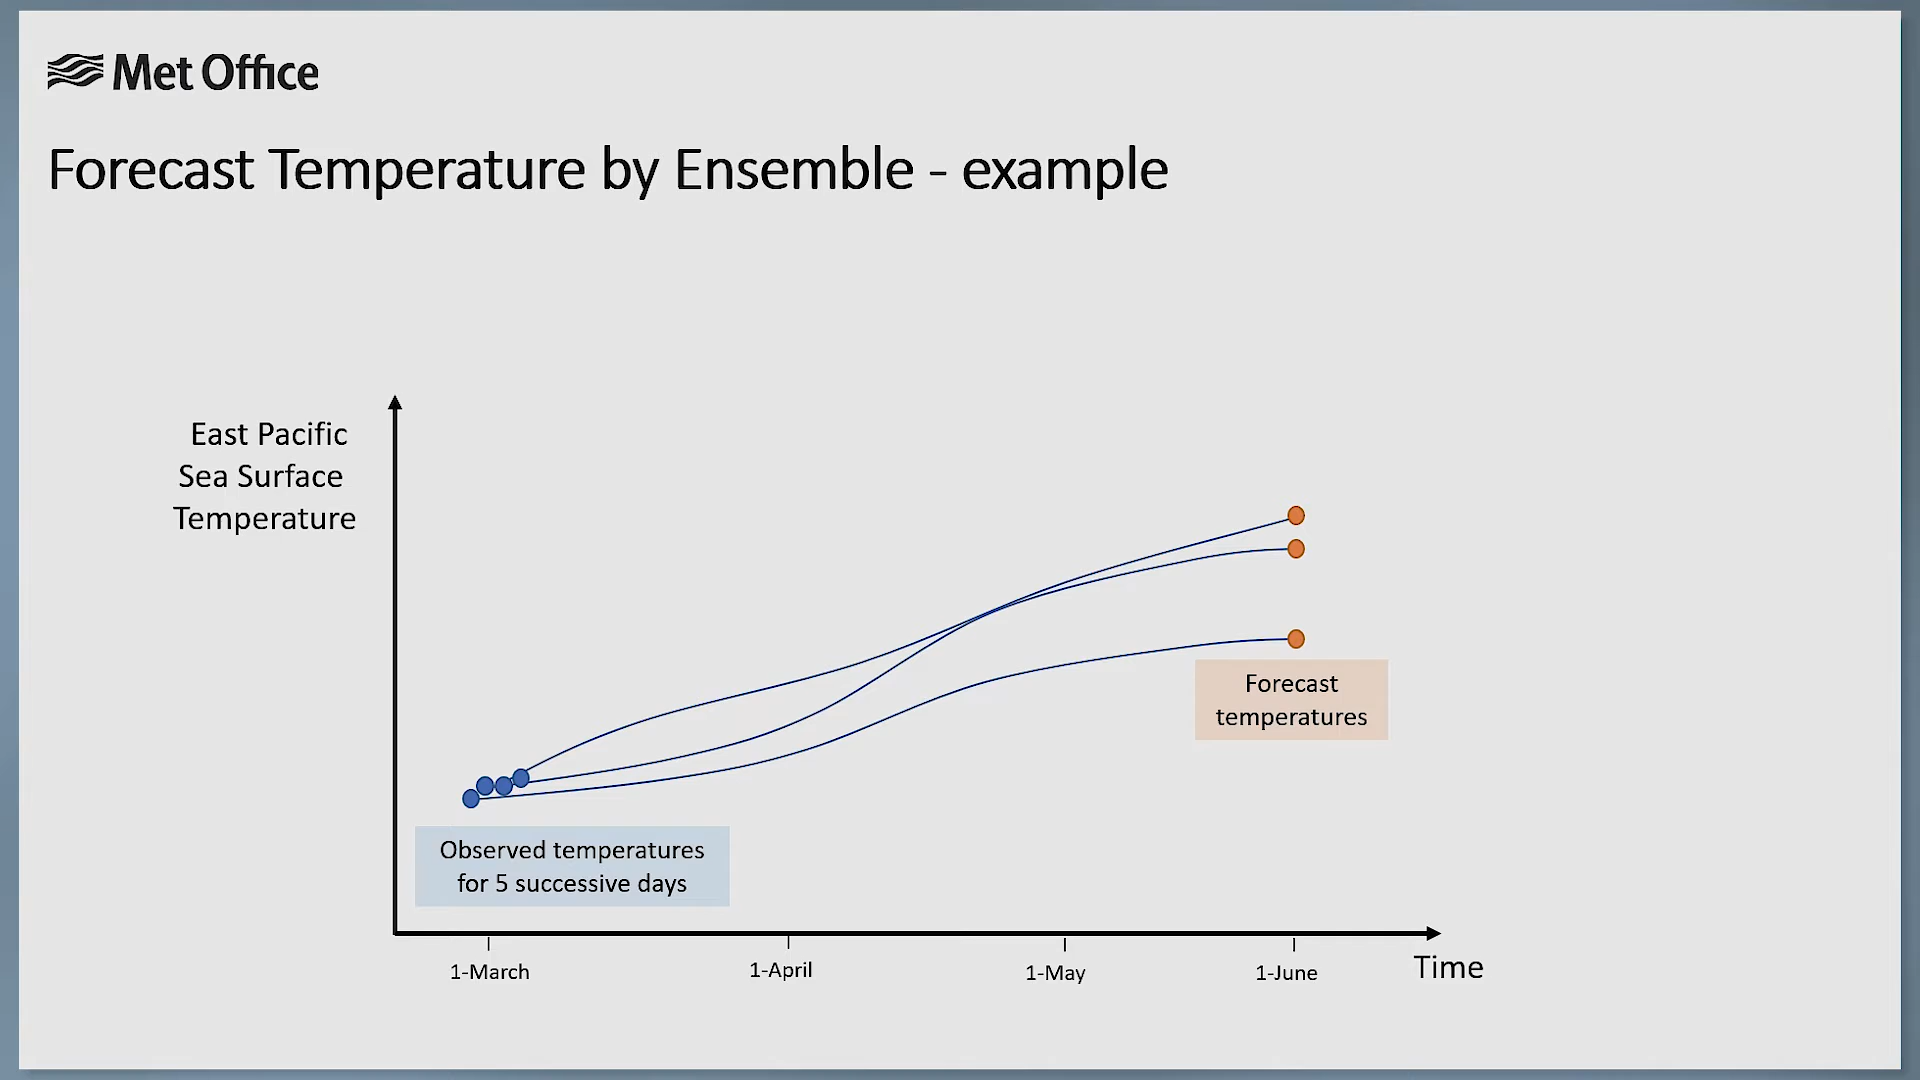 Met Office
Forecast Temperature by Ensemble - example
East Pacific
Sea Surface
Temperature
Forecast
temperatures
Observed temperatures
for 5 successive days
1-March
1-April
1-May
1-June
Time